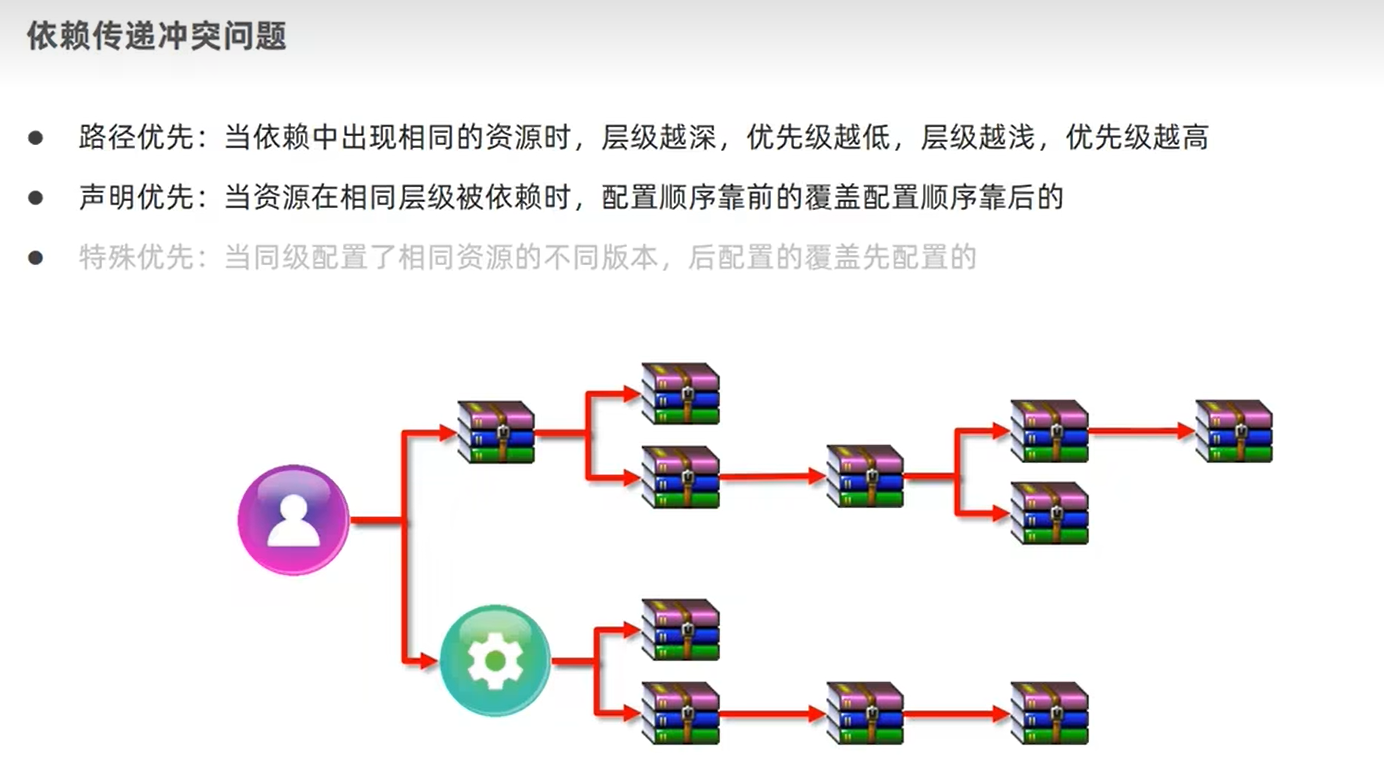 依赖传递冲突问题
● 路径优先：当依赖中出现相同的资源时，层级越深，优先级越低，层级越浅，优先级越高
● 声明优先：当资源在相同层级被依赖时，配置顺序靠前的覆盖配置顺序靠后的
● 特殊优先：当同级配置了相同资源的不同版本，后配置的覆盖先配置的